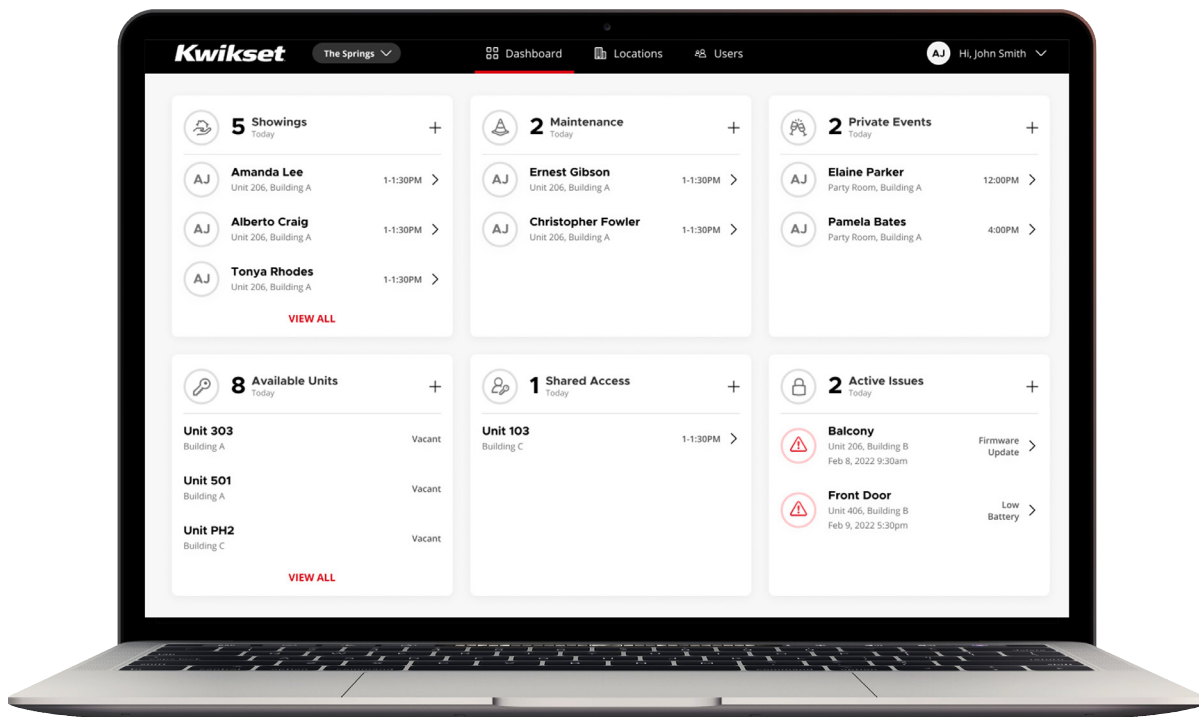 Kwikset
The Springs
Dashboard
Locations
Users
AJ
Hi, John Smith
5 Showings
Today
AJ
Amanda Lee
Unit 206, Building A
1-1:30PM
AJ
Alberto Craig
Unit 206, Building A
1-1:30PM
AJ
Tonya Rhodes
Unit 206, Building A
1-1:30PM
VIEW ALL
2 Maintenance
Today
AJ
Ernest Gibson
Unit 206, Building A
1-1:30PM
AJ
Christopher Fowler
Unit 206, Building A
1-1:30PM
2 Private Events
Today
AJ
Elaine Parker
Party Room, Building A
12:00PM
AJ
Pamela Bates
Party Room, Building A
4:00PM
8 Available Units
Today
Unit 303
Building A
Vacant
Unit 501
Building A
Vacant
Unit PH2
Building C
Vacant
VIEW ALL
1 Shared Access
Today
Unit 103
Building C
1-1:30PM
2 Active Issues
Today
Balcony
Unit 206, Building B
Feb 8, 2022 9:30am
Firmware
Update
Front Door
Unit 406, Building B
Feb 9, 2022 5:30pm
Low
Battery